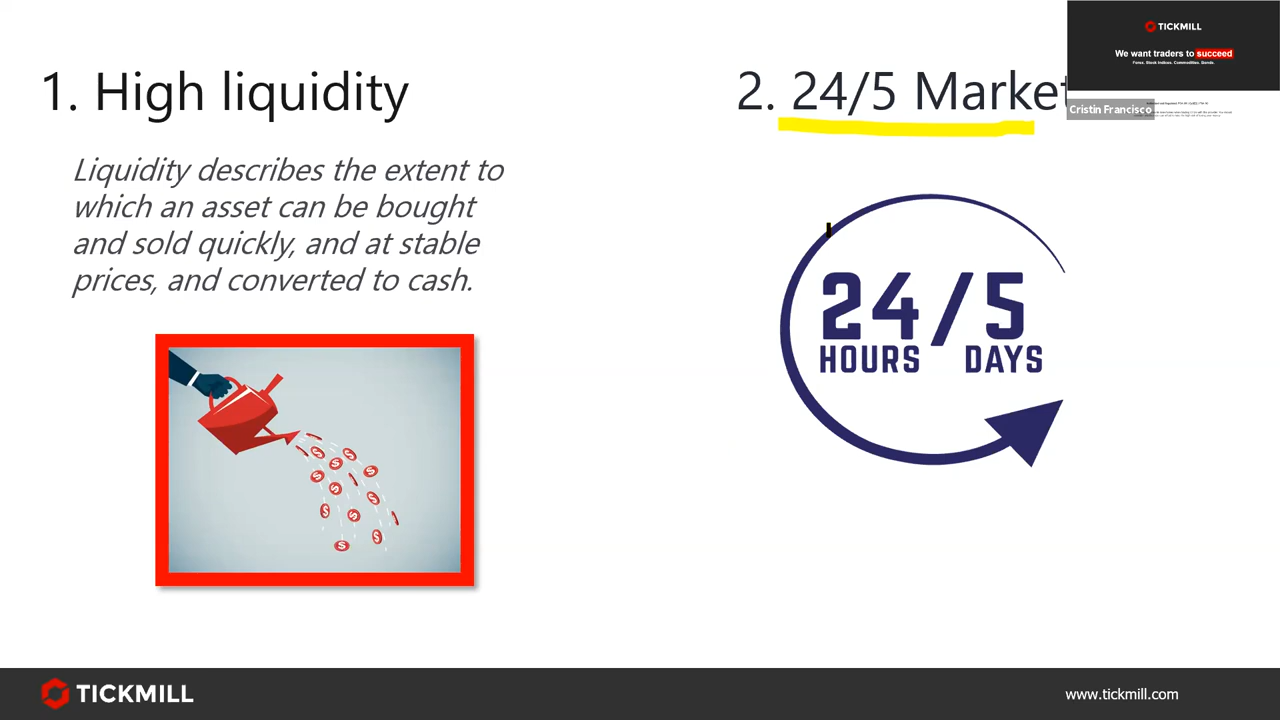 1. High liquidity
Liquidity describes the extent to
which an asset can be bought
and sold quickly, and at stable
prices, and converted to cash.
2. 24/5 Market
24/5
HOURS DAYS
TICKMILL
We want traders to succeed
Forex. Stock Indices. Commodities. Bonds.
Cristin Francisco
TICKMILL
www.tickmill.com